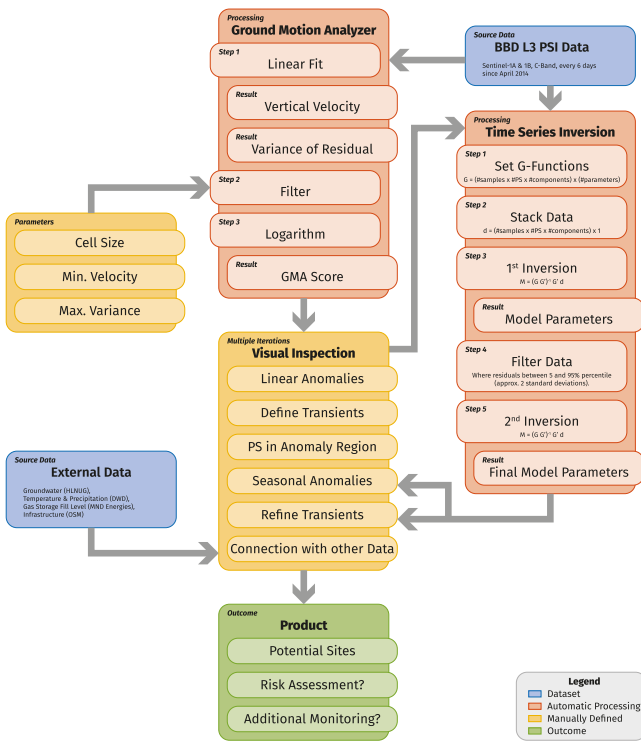 Processing
Ground Motion Analyzer
Step 1
Linear Fit
Result
Vertical Velocity
Result
Variance of Residual
Step 2
Filter
Step 3
Logarithm
Result
GMA Score
Source Data
BBD L3 PSI Data
Sentinel-1A & 1B, C-Band, every 6 days
since April 2014
Processing
Time Series Inversion
Step 1
Set G-Functions
G = (#samples x #PS x #components) x (#parameters)
Step 2
Stack Data
d = (#samples x #PS x #components) x 1
Step 3
1st Inversion
M = (G G')^ G' d
Result
Model Parameters
Step 4
Filter Data
Where residuals between 5 and 95% percentile
(approx. 2 standard deviations).
Step 5
2nd Inversion
M = (G G')^ G' d
Result
Final Model Parameters
Parameters
Cell Size
Min. Velocity
Max. Variance
Multiple Iterations
Visual Inspection
Linear Anomalies
Define Transients
PS in Anomaly Region
Seasonal Anomalies
Refine Transients
Connection with other Data
Source Data
External Data
Groundwater (HLNUG),
Temperature & Precipitation (DWD),
Gas Storage Fill Level (MND Energies),
Infrastructure (OSM)
Outcome
Product
Potential Sites
Risk Assessment?
Additional Monitoring?
Legend
Dataset
Automatic Processing
Manually Defined
Outcome